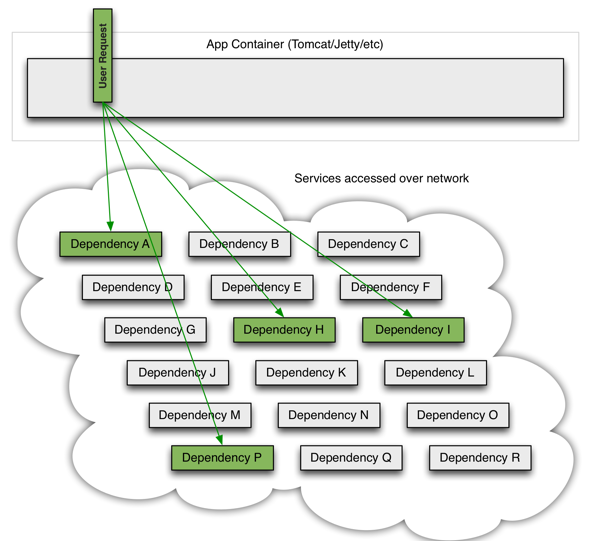 User Request
App Container (Tomcat/Jetty/etc)
Services accessed over network
Dependency A
Dependency B
Dependency C
Dependency D
Dependency E
Dependency F
Dependency G
Dependency H
Dependency I
Dependency J
Dependency K
Dependency L
Dependency M
Dependency N
Dependency O
Dependency P
Dependency Q
Dependency R